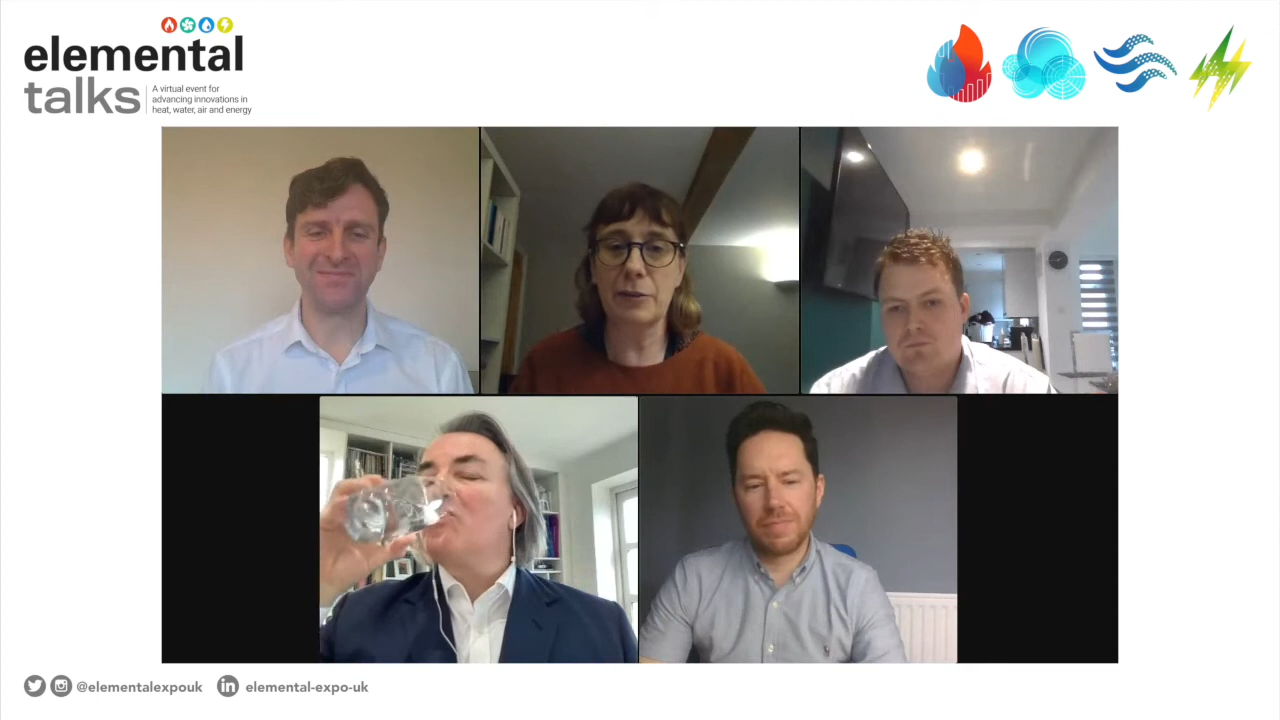 elemental
talks
A virtual event for
advancing innovations in
heat, water, air and energy
@elementalexpouk
elemental-expo-uk